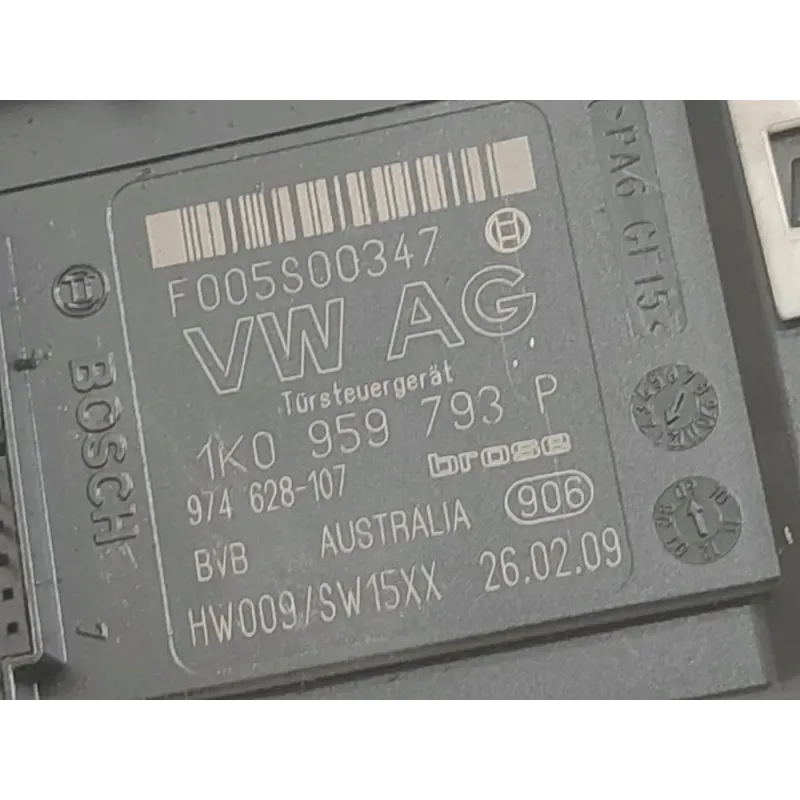 F005S00347
VW AG
Türsteuergerät
1K0 959 793 P
brose
974 628-107
906
BVB AUSTRALIA
HW009/SW15XX 26.02.09
BOSCH
7
>PA6 GF15<